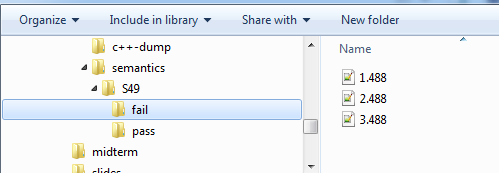 Organize Include in library Share with New folder
c++-dump
semantics
S49
fail
pass
midterm
slides
Name
1.488
2.488
3.488